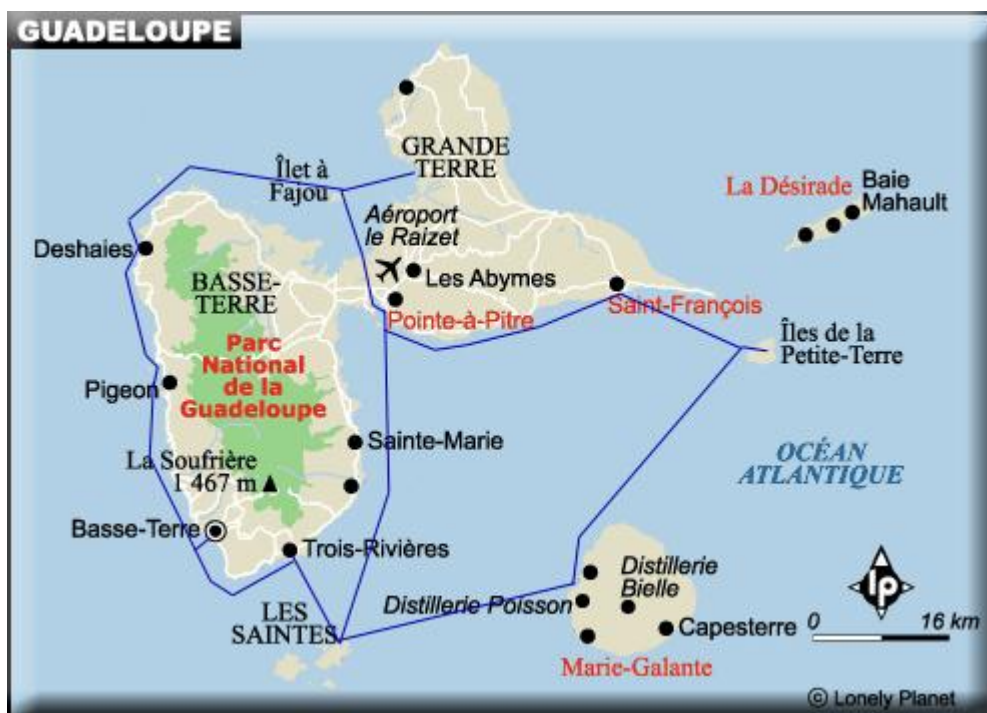 GUADELOUPE
GRANDE
TERRE
Îlet à
Fajou
La Désirade
Baie
Mahault
Aéroport
le Raizet
Deshaies
Les Abymes
BASSE-
TERRE
Saint-François
Pointe-à-Pitre
Îles de la
Petite-Terre
Parc
National
de la
Guadeloupe
Pigeon
Sainte-Marie
La Soufrière
1 467 m
OCÉAN
ATLANTIQUE
Basse-Terre
Trois-Rivières
Distillerie
Bielle
LES
SAINTES
Distillerie Poisson
Capesterre
lp
0 16 km
Marie-Galante
© Lonely Planet